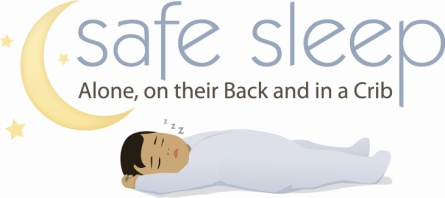 safe sleep
Alone, on their Back and in a Crib
z z z